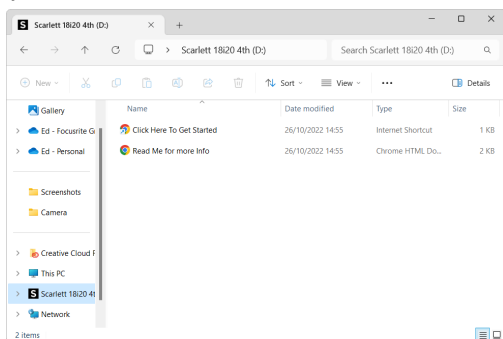 Scarlett 18i20 4th (D:)
Scarlett 18i20 4th (D:)
Search Scarlett 18i20 4th (D:)
New
Sort
View
Details
Name
Date modified
Type
Size
Gallery
Ed - Focusrite G
Ed - Personal
Screenshots
Camera
Creative Cloud F
This PC
Scarlett 18i20 4t
Network
Click Here To Get Started 26/10/2022 14:55 Internet Shortcut 1 KB
Read Me for more Info 26/10/2022 14:55 Chrome HTML Do... 2 KB
2 items